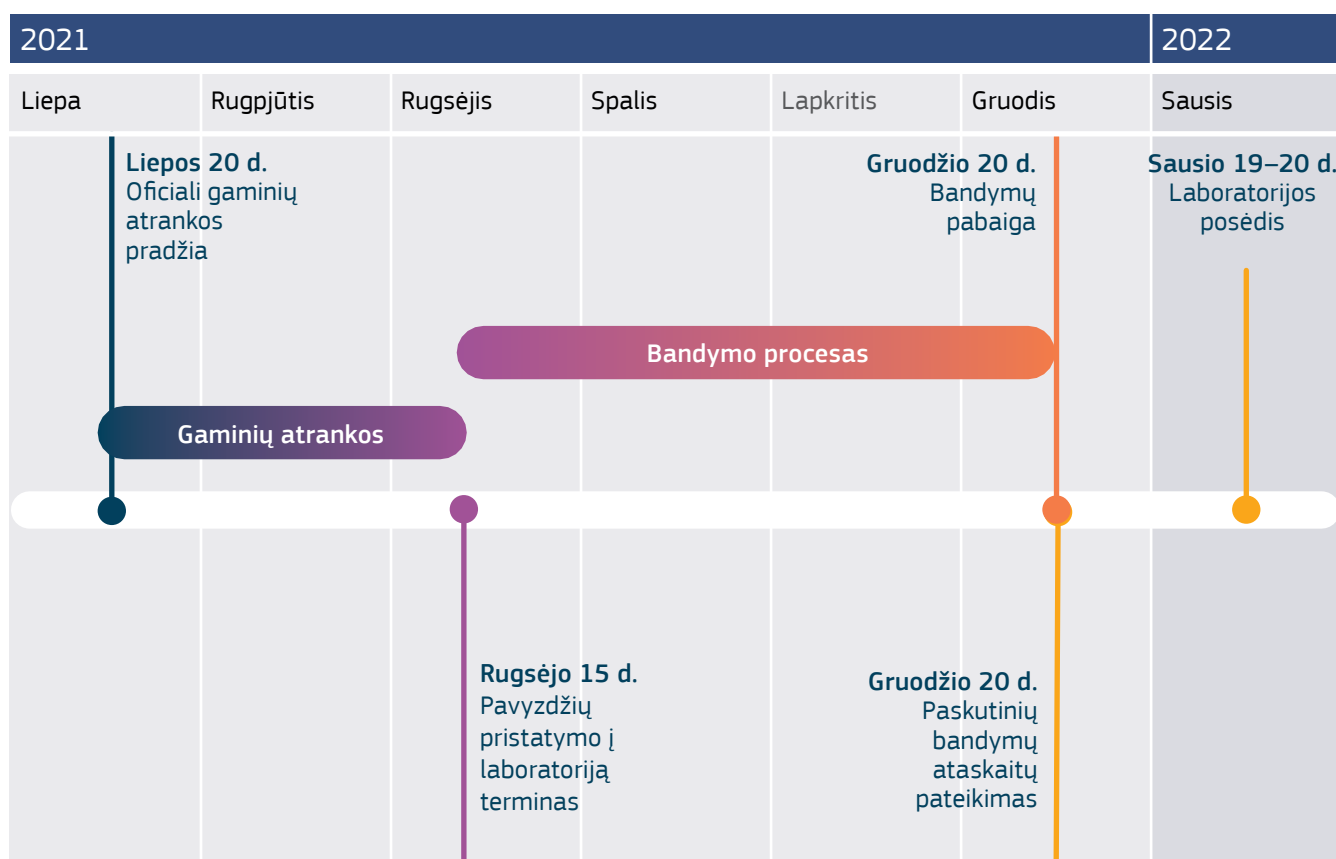 2021
2022
Liepa
Rugpjūtis
Rugsėjis
Spalis
Lapkritis
Gruodis
Sausis
Liepos 20 d.
Oficiali gaminių
atrankos
pradžia
Gruodžio 20 d.
Bandymų
pabaiga
Sausio 19–20 d.
Laboratorijos
posėdis
Bandymo procesas
Gaminių atrankos
Rugsėjo 15 d.
Pavyzdžių
pristatymo į
laboratoriją
terminas
Gruodžio 20 d.
Paskutinių
bandymų
ataskaitų
pateikimas